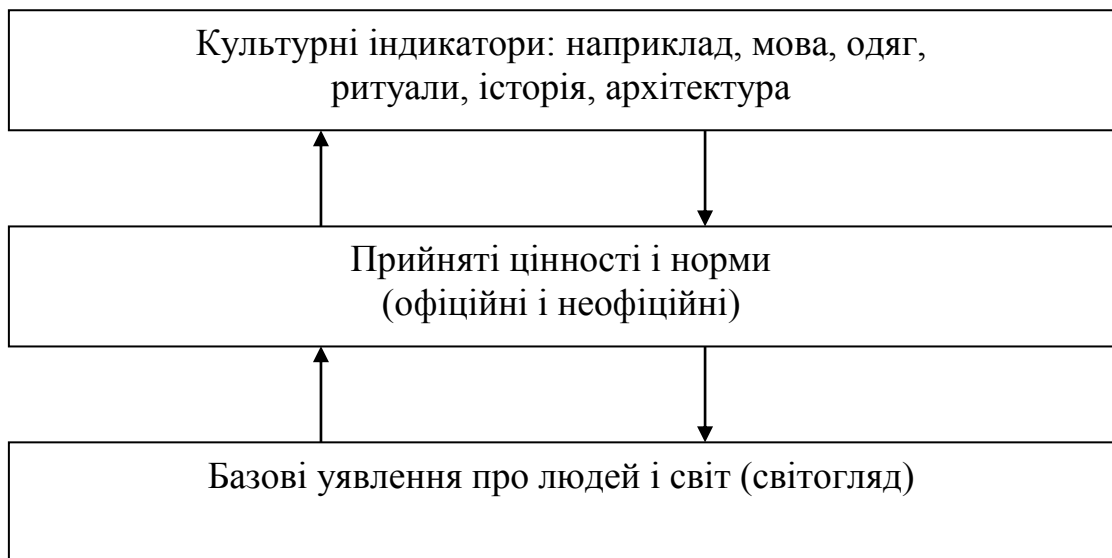 Культурні індикатори: наприклад, мова, одяг,
ритуали, історія, архітектура
Прийняті цінності і норми
(офіційні і неофіційні)
Базові уявлення про людей і світ (світогляд)